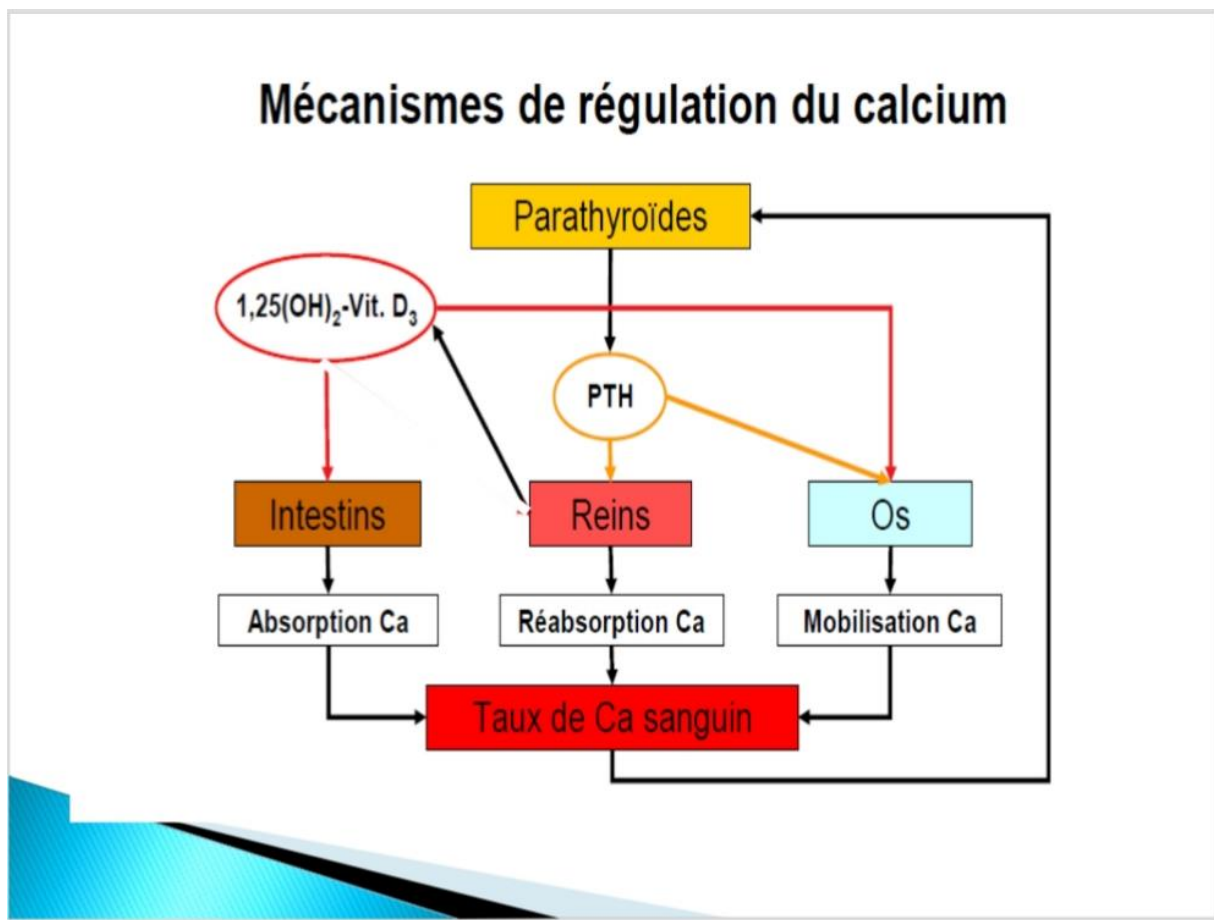 Mécanismes de régulation du calcium
Parathyroïdes
1,25(OH)₂-Vit. D₃
PTH
Intestins
Reins
Os
Absorption Ca
Réabsorption Ca
Mobilisation Ca
Taux de Ca sanguin